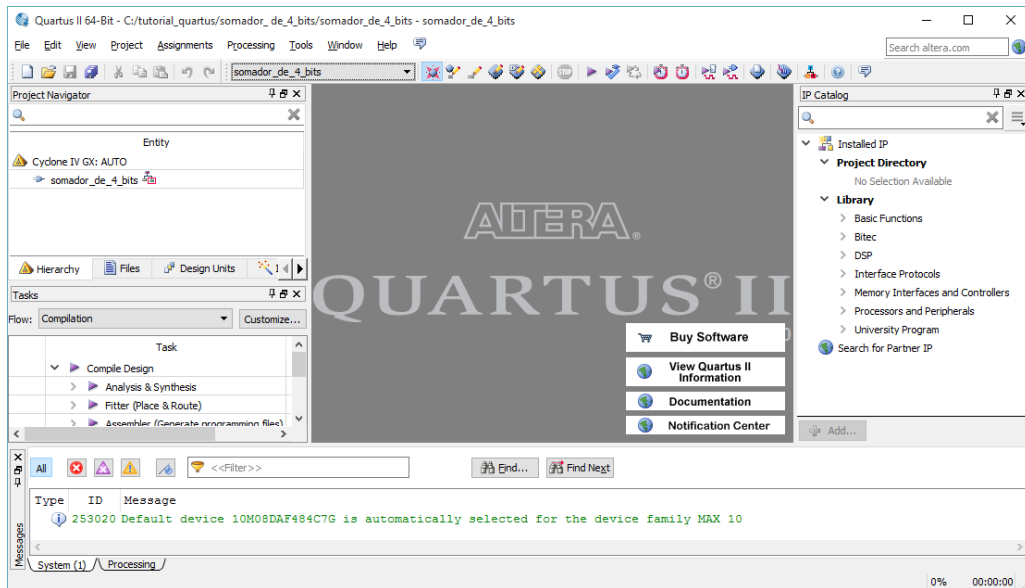 Quartus II 64-Bit - C:/tutorial_quartus/somador_ de_4_bits/somador_de_4_bits - somador_de_4_bits
File Edit View Project Assignments Processing Tools Window Help
Search altera.com
somador_de_4_bits
Project Navigator
Entity
Cyclone IV GX: AUTO
somador_de_4_bits
Hierarchy Files Design Units
Tasks
Flow: Compilation Customize...
Task
Compile Design
Analysis & Synthesis
Fitter (Place & Route)
Assembler (Generate programming files)
ALTERA®
QUARTUS® II
Buy Software
View Quartus II
Information
Documentation
Notification Center
IP Catalog
Installed IP
Project Directory
No Selection Available
Library
Basic Functions
Bitec
DSP
Interface Protocols
Memory Interfaces and Controllers
Processors and Peripherals
University Program
Search for Partner IP
Add...
All <<Filter>> Find... Find Next
Type ID Message
253020 Default device 10M08DAF484C7G is automatically selected for the device family MAX 10
Messages
System (1) Processing
0% 00:00:00